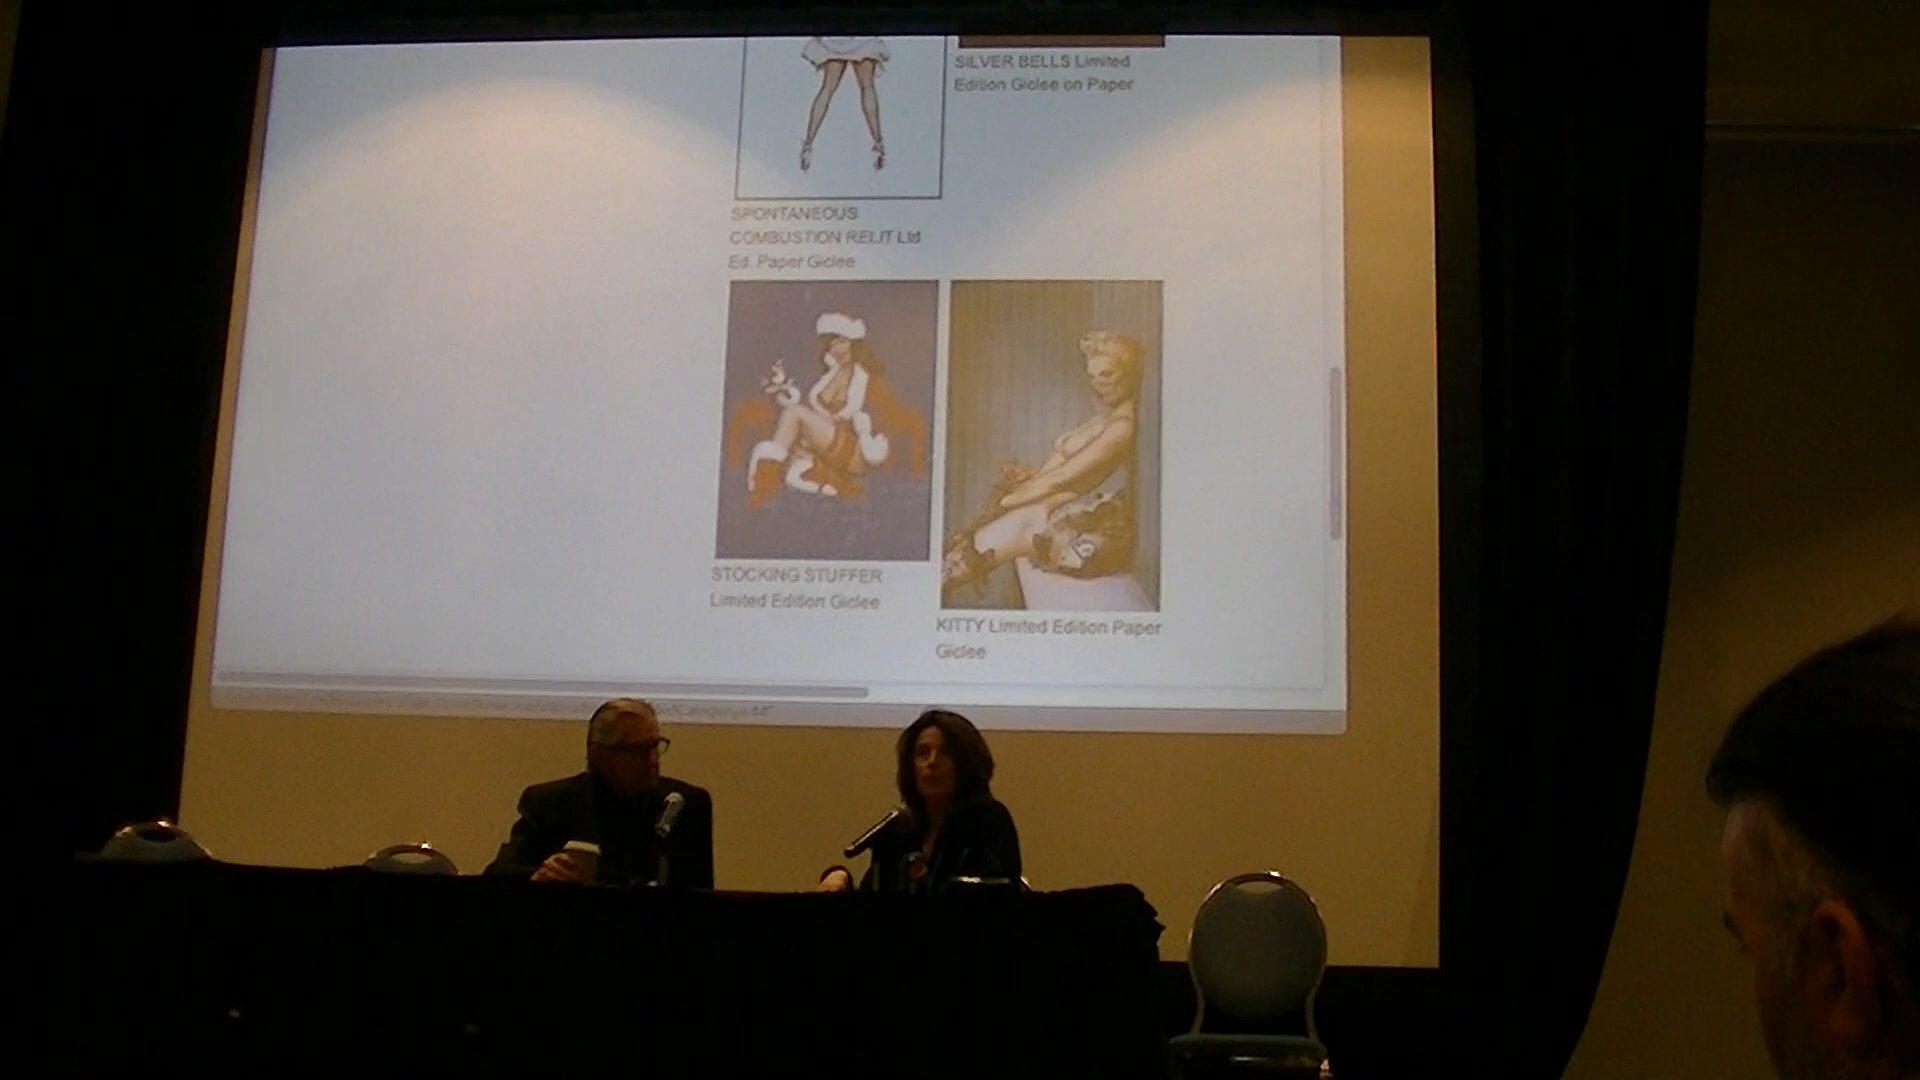 SILVER BELLS Limited
Edition Giclee on Paper
SPONTANEOUS
COMBUSTION RELIT Ltd
Ed. Paper Giclee
STOCKING STUFFER
Limited Edition Giclee
KITTY Limited Edition Paper
Giclee